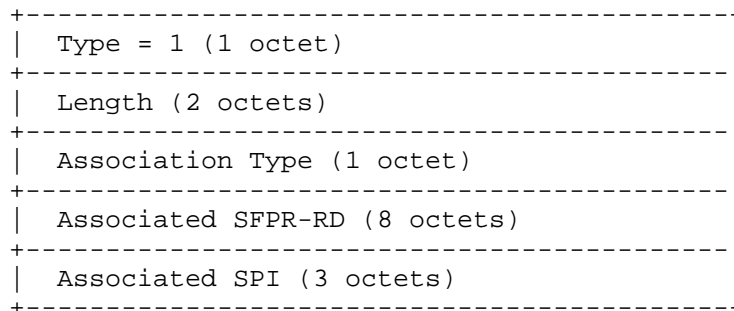 +--------------------------------------------
| Type = 1 (1 octet)
+--------------------------------------------
| Length (2 octets)
+--------------------------------------------
| Association Type (1 octet)
+--------------------------------------------
| Associated SFPR-RD (8 octets)
+--------------------------------------------
| Associated SPI (3 octets)
+--------------------------------------------